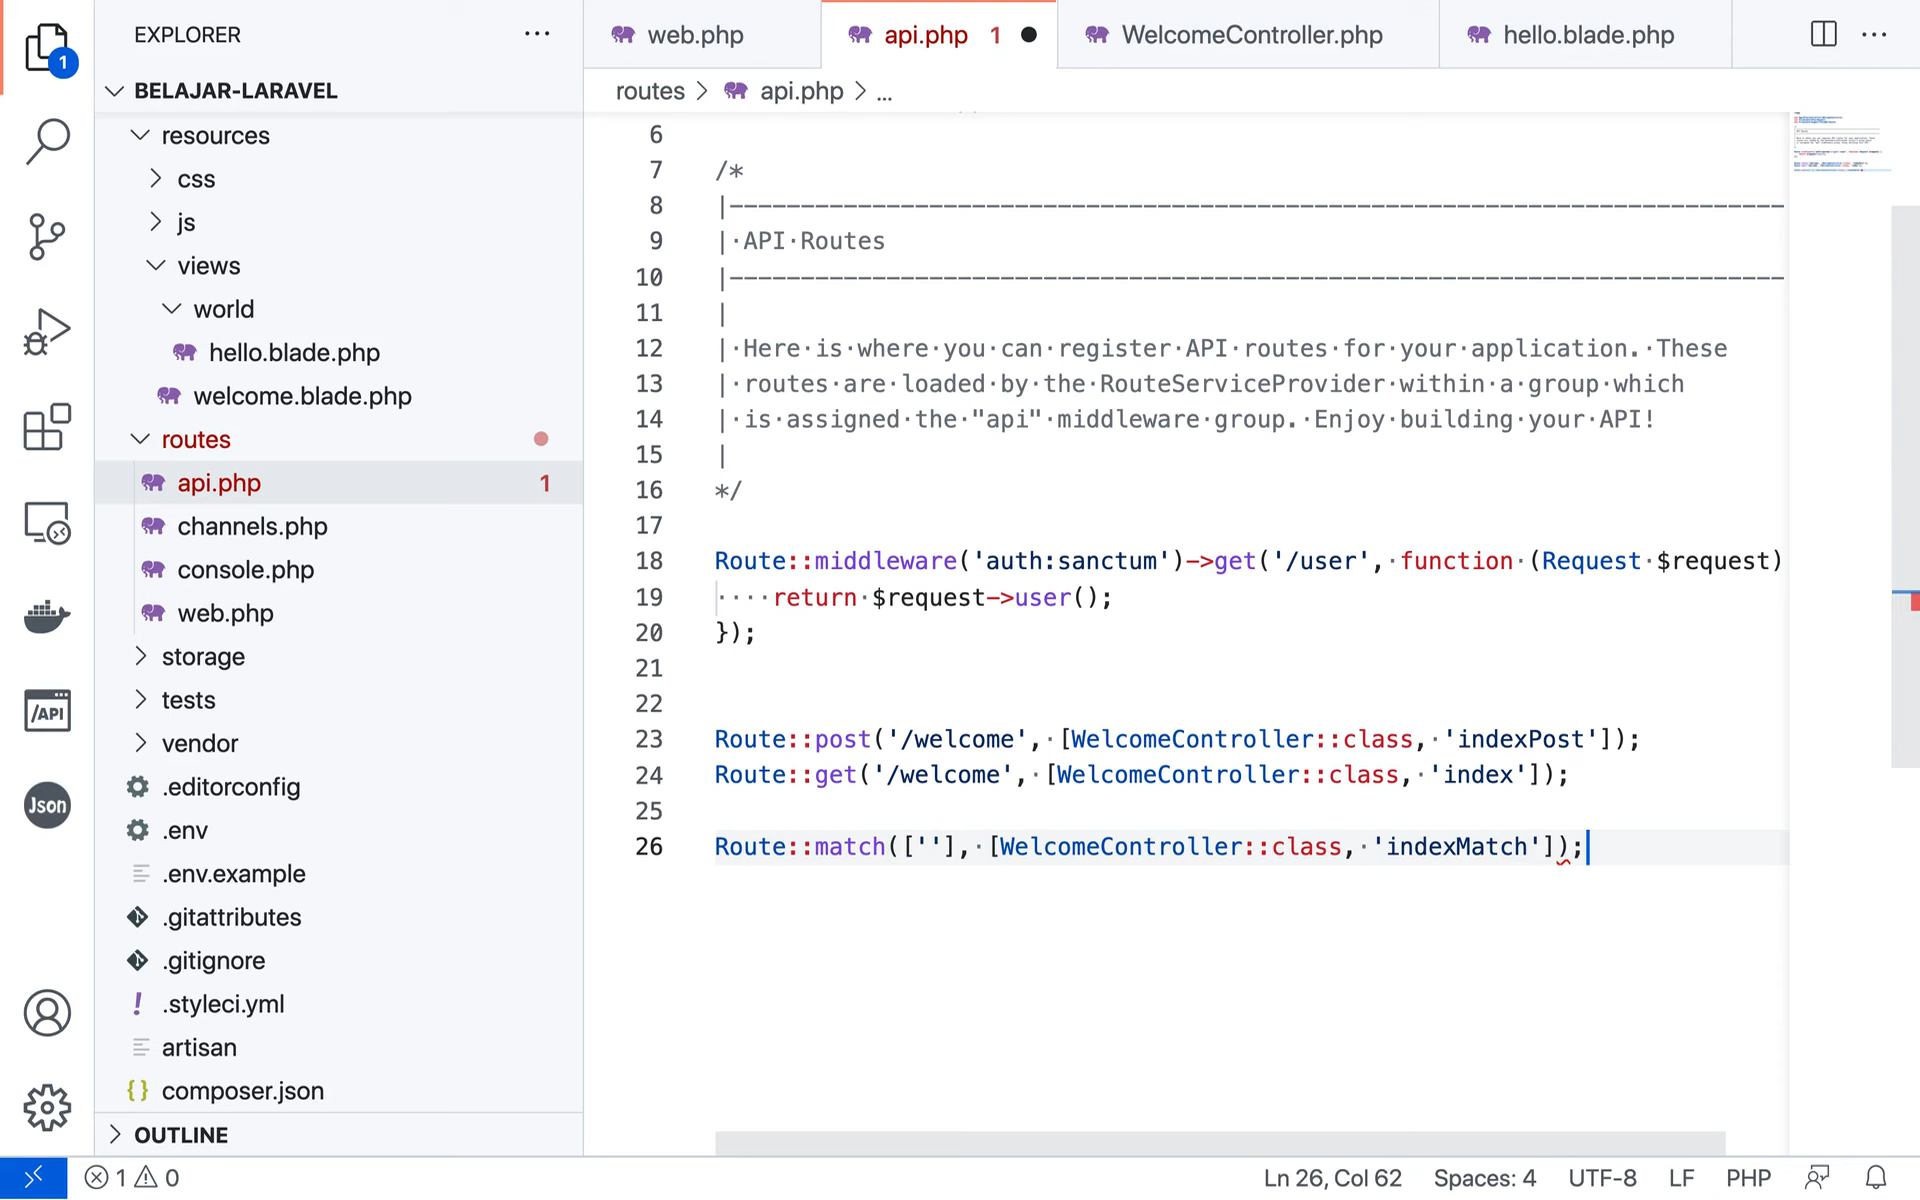 1
EXPLORER
BELAJAR-LARAVEL
resources
css
js
views
world
hello.blade.php
welcome.blade.php
routes
api.php 1
channels.php
console.php
web.php
storage
tests
vendor
.editorconfig
.env
.env.example
.gitattributes
.gitignore
.styleci.yml
artisan
composer.json
OUTLINE
/API
Json
web.php
api.php 1
WelcomeController.php
hello.blade.php
routes > api.php > ...
6
7 /*
8 |--------------------------------------------------------------------------
9 | API Routes
10 |--------------------------------------------------------------------------
11 |
12 | Here is where you can register API routes for your application. These
13 | routes are loaded by the RouteServiceProvider within a group which
14 | is assigned the "api" middleware group. Enjoy building your API!
15 |
16 */
17
18 Route::middleware('auth:sanctum')->get('/user', function (Request $request)
19     return $request->user();
20 });
21
22
23 Route::post('/welcome', [WelcomeController::class, 'indexPost']);
24 Route::get('/welcome', [WelcomeController::class, 'index']);
25
26 Route::match([''], [WelcomeController::class, 'indexMatch']);
1 0
Ln 26, Col 62
Spaces: 4
UTF-8
LF
PHP